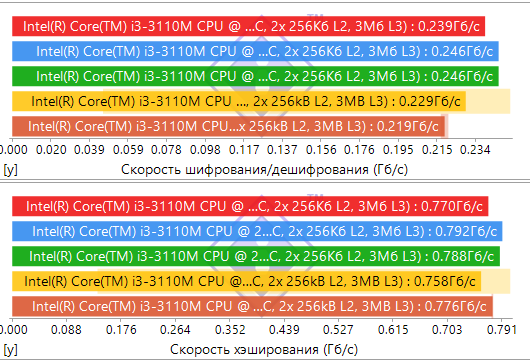 TM
Intel(R) Core(TM) i3-3110M CPU @ ...C, 2x 256Кб L2, 3Мб L3) : 0.239Гб/с
Intel(R) Core(TM) i3-3110M CPU @ ...C, 2x 256Кб L2, 3Мб L3) : 0.246Гб/с
Intel(R) Core(TM) i3-3110M CPU @ ...C, 2x 256Кб L2, 3Мб L3) : 0.246Гб/с
Intel(R) Core(TM) i3-3110M CPU ..., 2x 256kB L2, 3MB L3) : 0.229Гб/с
Intel(R) Core(TM) i3-3110M CPU...x 256kB L2, 3MB L3) : 0.219Гб/с
0.000 0.020 0.039 0.059 0.078 0.098 0.117 0.137 0.156 0.176 0.195 0.215 0.234
[y] Скорость шифрования/дешифрования (Гб/с)
TM
Intel(R) Core(TM) i3-3110M CPU @ ...C, 2x 256Кб L2, 3Мб L3) : 0.770Гб/с
Intel(R) Core(TM) i3-3110M CPU @ 2...C, 2x 256Кб L2, 3Мб L3) : 0.792Гб/с
Intel(R) Core(TM) i3-3110M CPU @ 2...C, 2x 256Кб L2, 3Мб L3) : 0.788Гб/с
Intel(R) Core(TM) i3-3110M CPU @...C, 2x 256kB L2, 3MB L3) : 0.758Гб/с
Intel(R) Core(TM) i3-3110M CPU @ ...C, 2x 256kB L2, 3MB L3) : 0.776Гб/с
0.000 0.088 0.176 0.264 0.352 0.439 0.527 0.615 0.703 0.791
[y] Скорость хэширования (Гб/с)